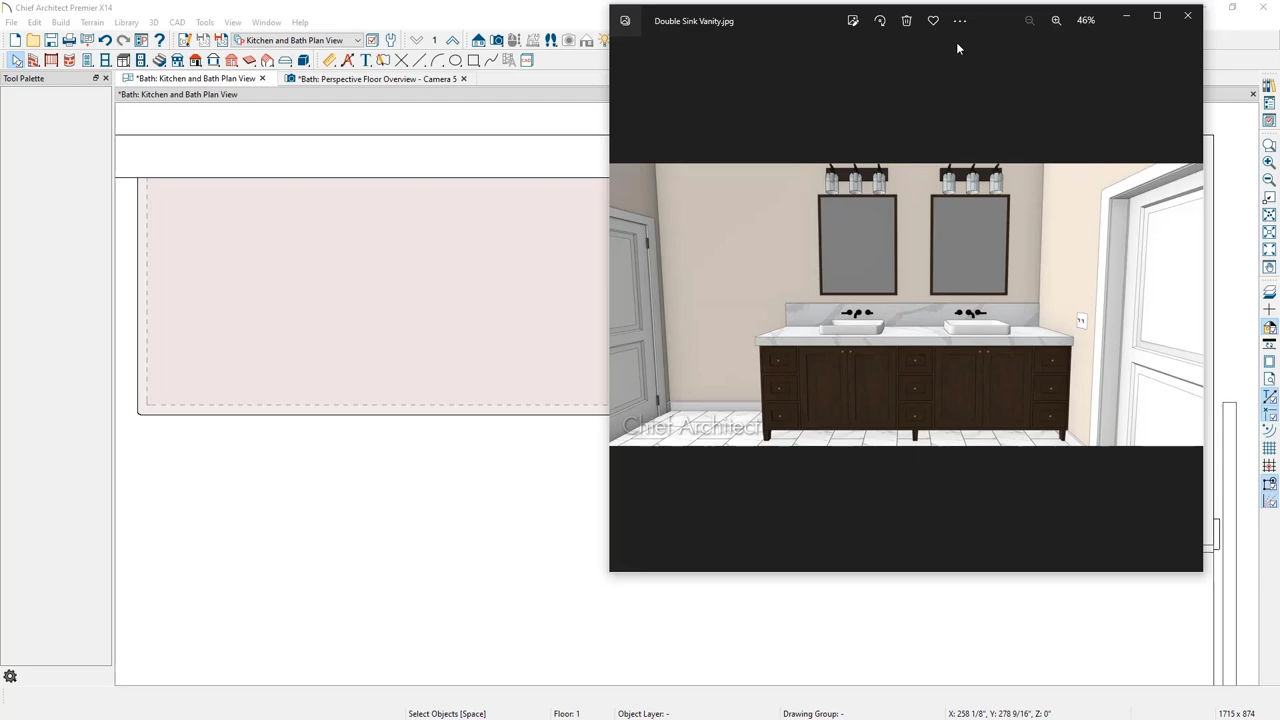 Chief Architect Premier X14
File Edit Build Terrain Library 3D CAD Tools View Window Help
Kitchen and Bath Plan View 1
Tool Palette
*Bath: Kitchen and Bath Plan View
*Bath: Perspective Floor Overview - Camera 5
*Bath: Kitchen and Bath Plan View
Double Sink Vanity.jpg
46%
Chief Architect
Select Objects [Space]
Floor: 1
Object Layer: -
Drawing Group: -
X: 258 1/8", Y: 278 9/16", Z: 0"
1715 x 874